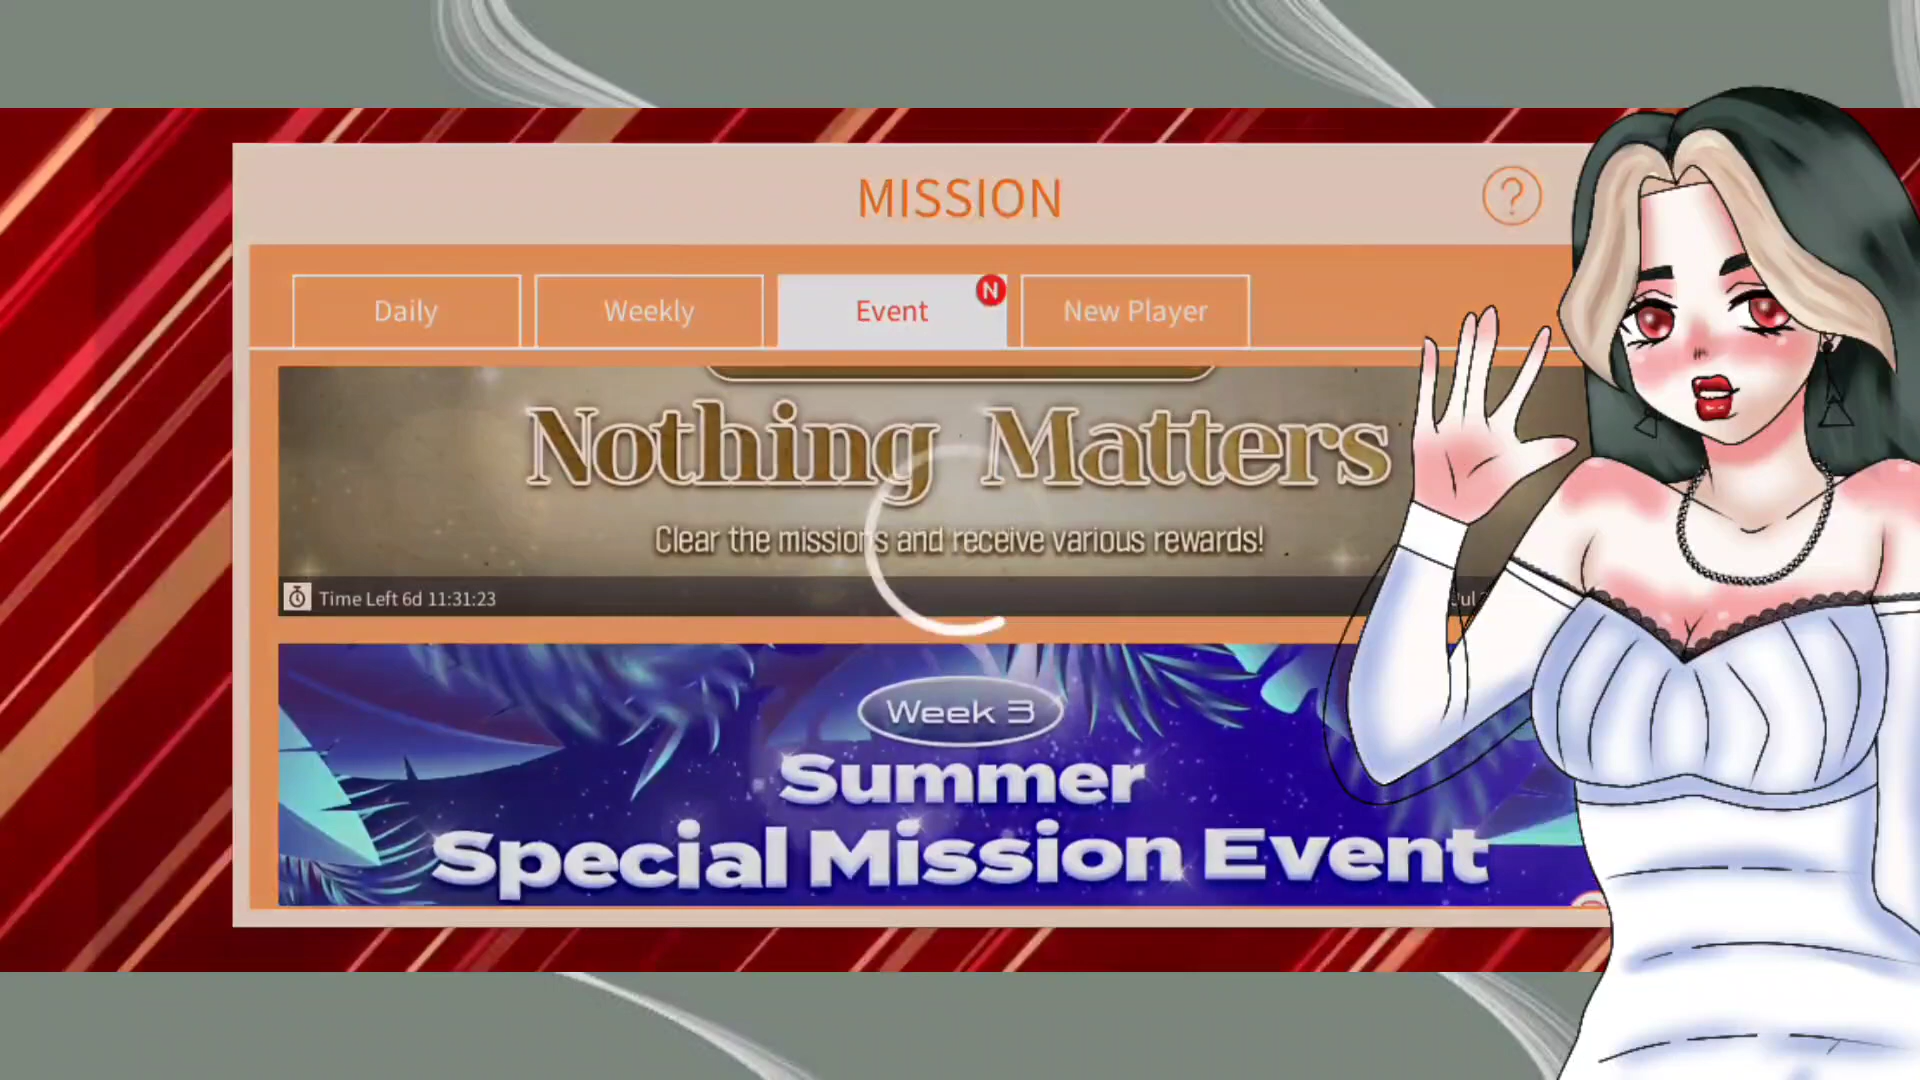 MISSION
?
Daily
Weekly
Event
N
New Player
Nothing Matters
Clear the missions and receive various rewards!
Time Left 6d 11:31:23
Jul
Week 3
Summer
Special Mission Event